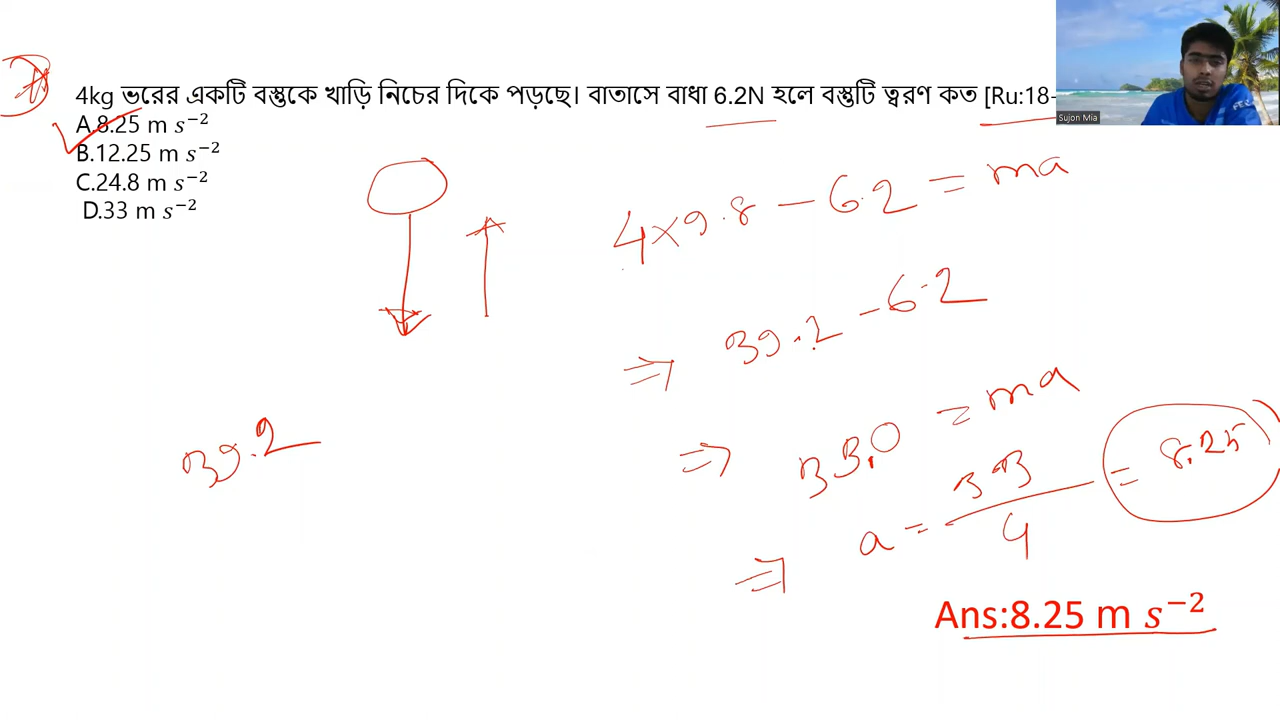 4kg ভরের একটি বস্তুকে খাড়ি নিচের দিকে পড়ছে। বাতাসে বাধা 6.2N হলে বস্তুটি ত্বরণ কত [Ru:18-
A.8.25 m s⁻²
B.12.25 m s⁻²
C.24.8 m s⁻²
D.33 m s⁻²
Sujon Mia
4×9.8 - 6.2 = ma
⇒ 39.2 - 6.2
39.2
⇒ 33.0 = ma
⇒ a = 33/4 = 8.25
Ans:8.25 m s⁻²